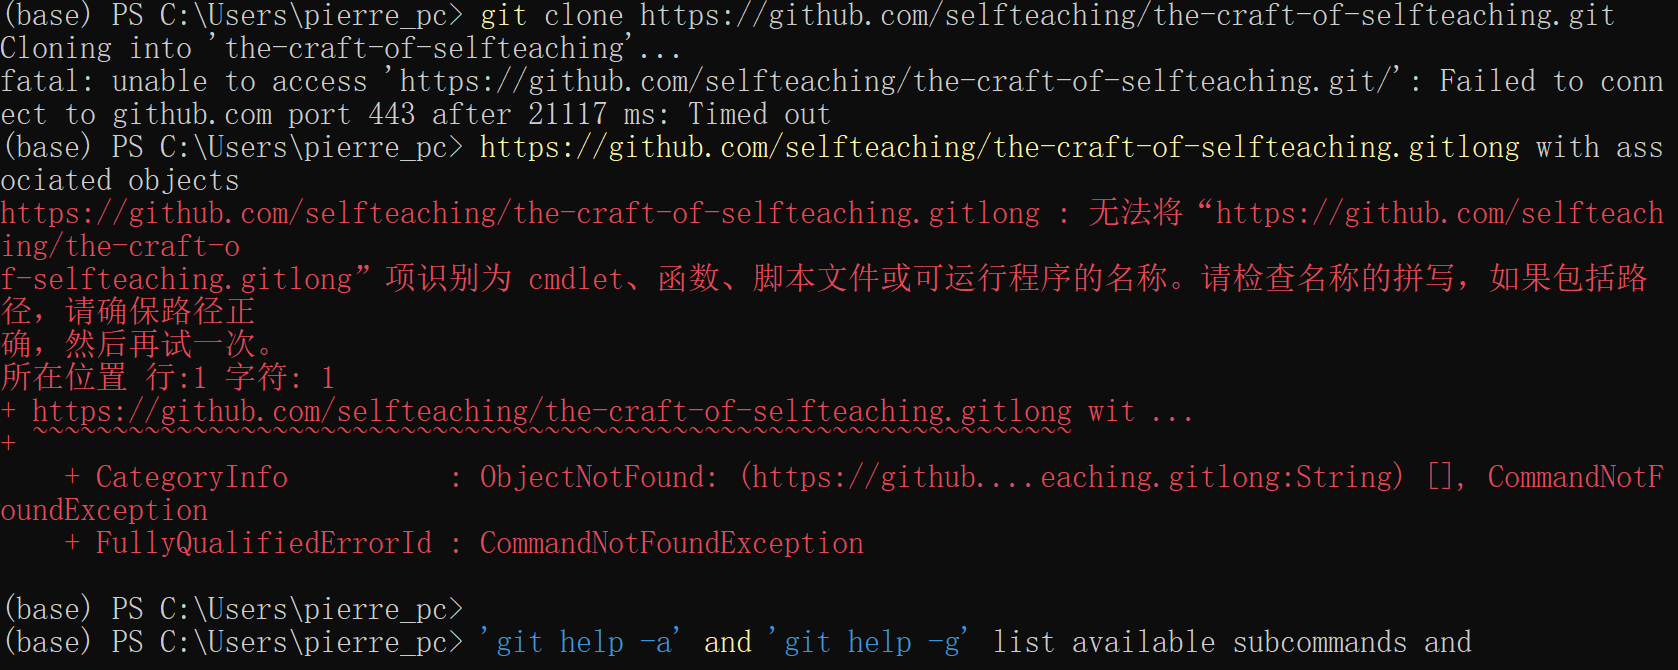 (base) PS C:\Users\pierre_pc> git clone https://github.com/selfteaching/the-craft-of-selfteaching.git
Cloning into 'the-craft-of-selfteaching'...
fatal: unable to access 'https://github.com/selfteaching/the-craft-of-selfteaching.git/': Failed to conn
ect to github.com port 443 after 21117 ms: Timed out
(base) PS C:\Users\pierre_pc> https://github.com/selfteaching/the-craft-of-selfteaching.gitlong with ass
ociated objects
https://github.com/selfteaching/the-craft-of-selfteaching.gitlong : 无法将“https://github.com/selfteach
ing/the-craft-o
f-selfteaching.gitlong”项识别为 cmdlet、函数、脚本文件或可运行程序的名称。请检查名称的拼写，如果包括路
径，请确保路径正
确，然后再试一次。
所在位置 行:1 字符: 1
+ https://github.com/selfteaching/the-craft-of-selfteaching.gitlong wit ...
+ ~~~~~~~~~~~~~~~~~~~~~~~~~~~~~~~~~~~~~~~~~~~~~~~~~~~~~~~~~~~~~~~~~
    + CategoryInfo          : ObjectNotFound: (https://github....eaching.gitlong:String) [], CommandNotF
oundException
    + FullyQualifiedErrorId : CommandNotFoundException
(base) PS C:\Users\pierre_pc>
(base) PS C:\Users\pierre_pc> 'git help -a' and 'git help -g' list available subcommands and